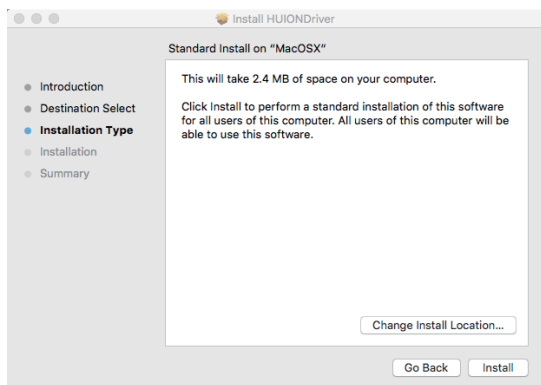 Install HUIONDriver
Standard Install on “MacOSX”
Introduction
Destination Select
Installation Type
Installation
Summary
This will take 2.4 MB of space on your computer.
Click Install to perform a standard installation of this software
for all users of this computer. All users of this computer will be
able to use this software.
Change Install Location...
Go Back
Install